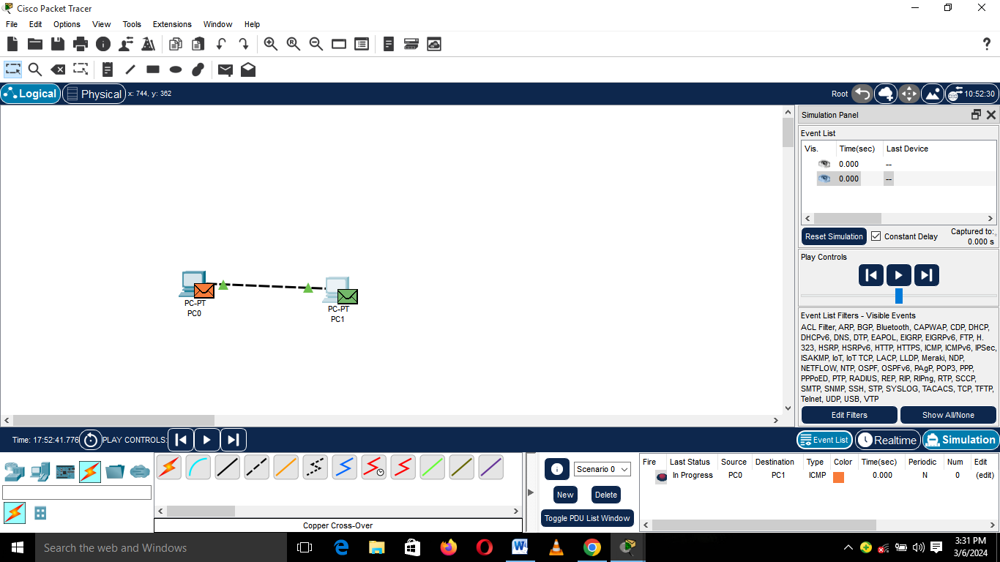 Cisco Packet Tracer
File Edit Options View Tools Extensions Window Help
?
Logical Physical x: 744, y: 362 Root 10:52:30
Simulation Panel
Event List
Vis. Time(sec) Last Device
0.000 --
0.000 --
Reset Simulation Constant Delay Captured to:
0.000 s
Play Controls
PC-PT
PC0
PC-PT
PC1
Event List Filters - Visible Events
ACL Filter, ARP, BGP, Bluetooth, CAPWAP, CDP, DHCP,
DHCPv6, DNS, DTP, EAPOL, EIGRP, EIGRPv6, FTP, H.
323, HSRP, HSRPv6, HTTP, HTTPS, ICMP, ICMPv6, IPSec,
ISAKMP, IoT, IoT TCP, LACP, LLDP, Meraki, NDP,
NETFLOW, NTP, OSPF, OSPFv6, PAgP, POP3, PPP,
PPPoED, PTP, RADIUS, REP, RIP, RIPng, RTP, SCCP,
SMTP, SNMP, SSH, STP, SYSLOG, TACACS, TCP, TFTP,
Telnet, UDP, USB, VTP
Edit Filters Show All/None
Time: 17:52:41.776 PLAY CONTROLS: Event List Realtime Simulation
Scenario 0
New Delete
Toggle PDU List Window
Fire Last Status Source Destination Type Color Time(sec) Periodic Num Edit
In Progress PC0 PC1 ICMP 0.000 N 0 (edit)
Copper Cross-Over
Search the web and Windows
3:31 PM
3/6/2024